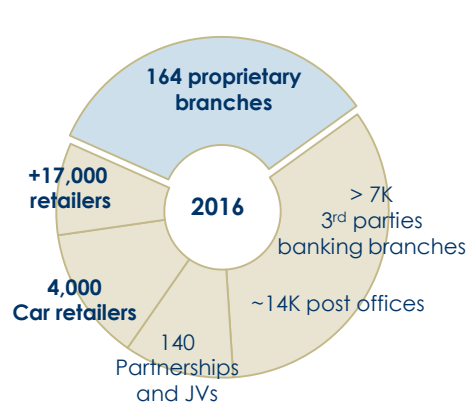 164 proprietary
branches
+17,000
retailers
2016
> 7K
3rd parties
banking branches
4,000
Car retailers
~14K post offices
140
Partnerships
and JVs